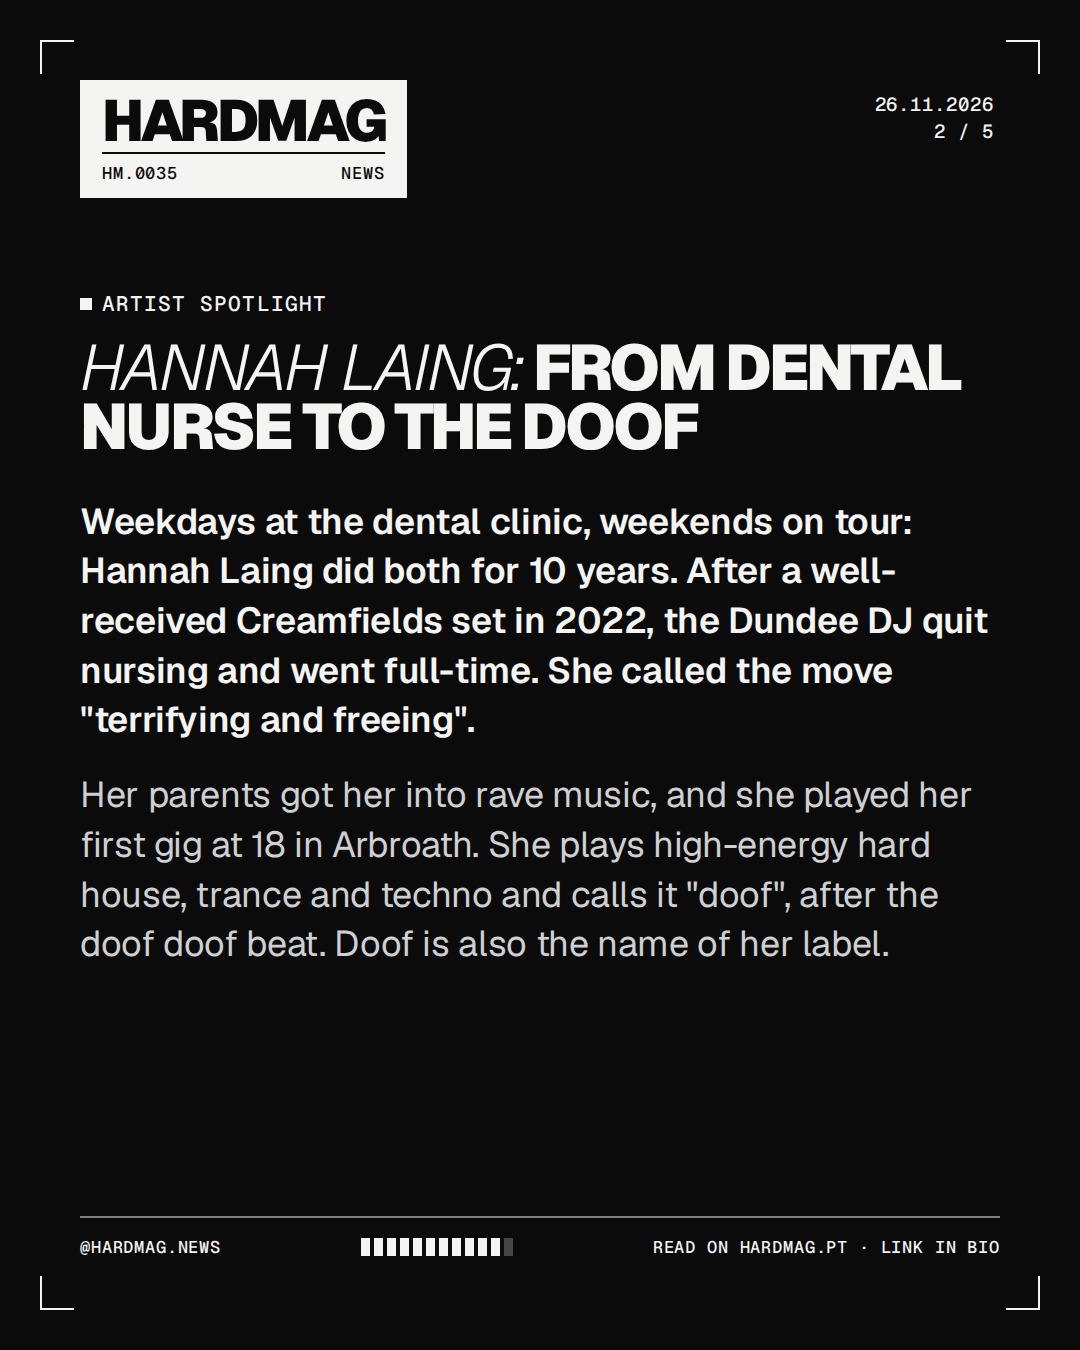 HARDMAG
HM.0035 NEWS
26.11.2026
2 / 5
ARTIST SPOTLIGHT
HANNAH LAING: FROM DENTAL
NURSE TO THE DOOF
Weekdays at the dental clinic, weekends on tour:
Hannah Laing did both for 10 years. After a well-
received Creamfields set in 2022, the Dundee DJ quit
nursing and went full-time. She called the move
"terrifying and freeing".
Her parents got her into rave music, and she played her
first gig at 18 in Arbroath. She plays high-energy hard
house, trance and techno and calls it "doof", after the
doof doof beat. Doof is also the name of her label.
@HARDMAG.NEWS
READ ON HARDMAG.PT · LINK IN BIO